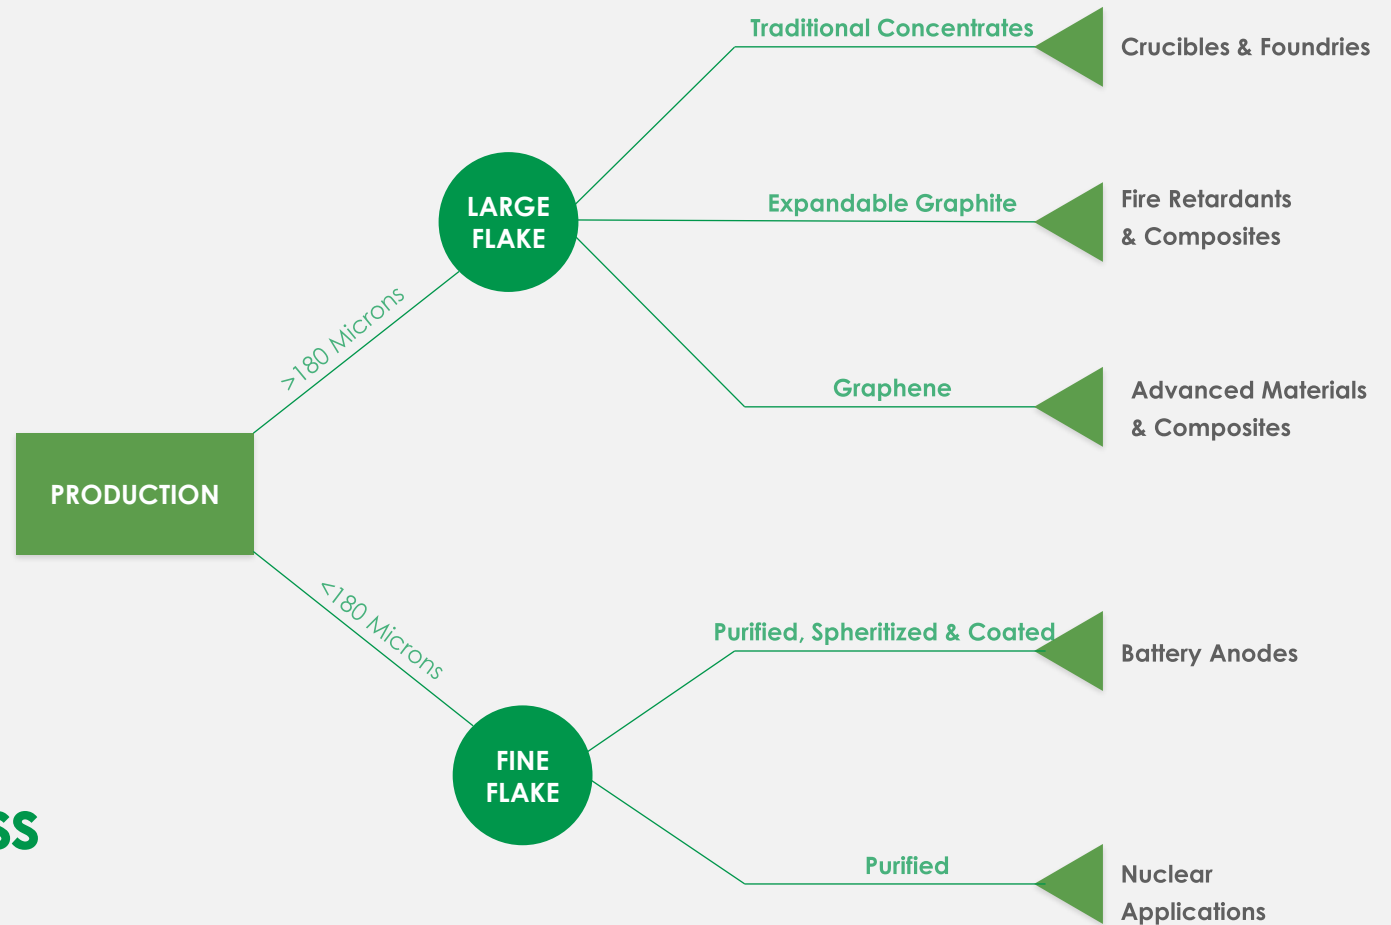 Traditional Concentrates
Crucibles & Foundries
LARGE
FLAKE
Expandable Graphite
Fire Retardants
& Composites
>180 Microns
Graphene
Advanced Materials
& Composites
PRODUCTION
<180 Microns
Purified, Spheritized & Coated
Battery Anodes
FINE
FLAKE
ss
Purified
Nuclear
Applications